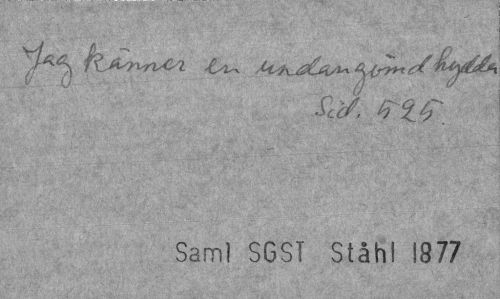 Jag känner en undangömd hydda
Sid. 525.
Saml SGST Ståhl 1877